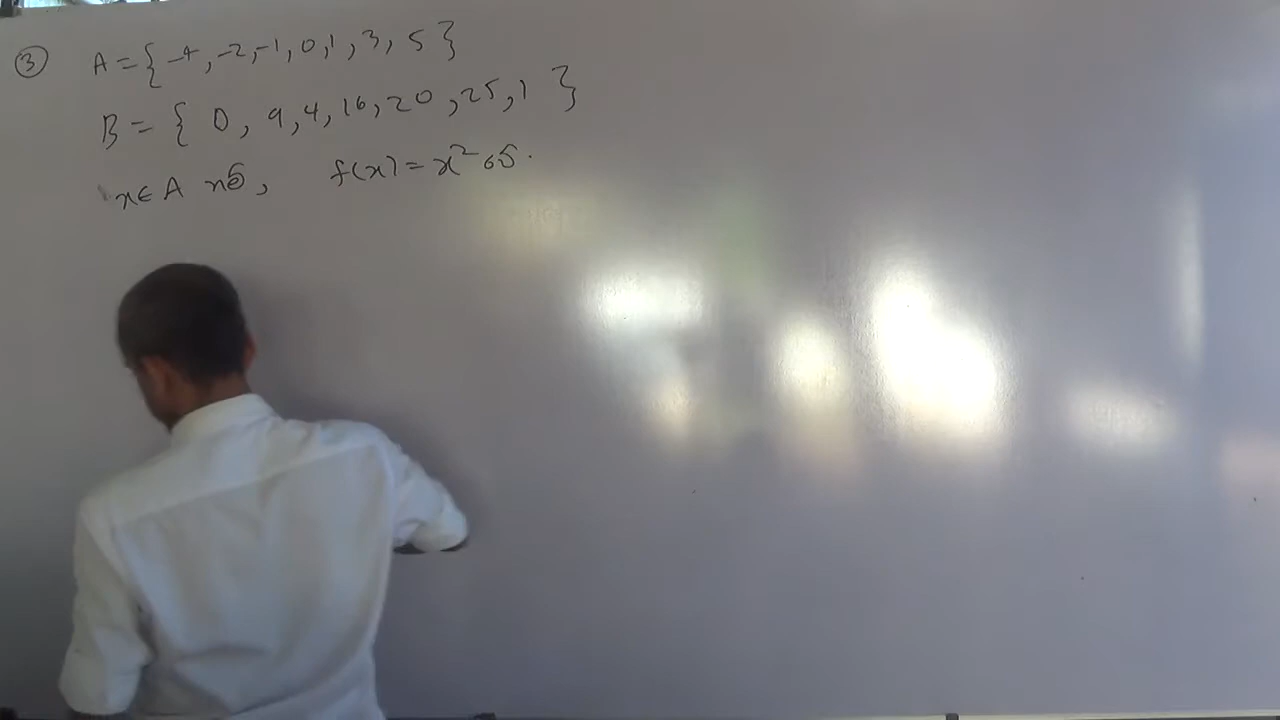 ③ A = { -4, -2, -1, 0, 1, 3, 5 }
B = { 0, 9, 4, 16, 20, 25, 1 }
x ∈ A , f(x) = x²